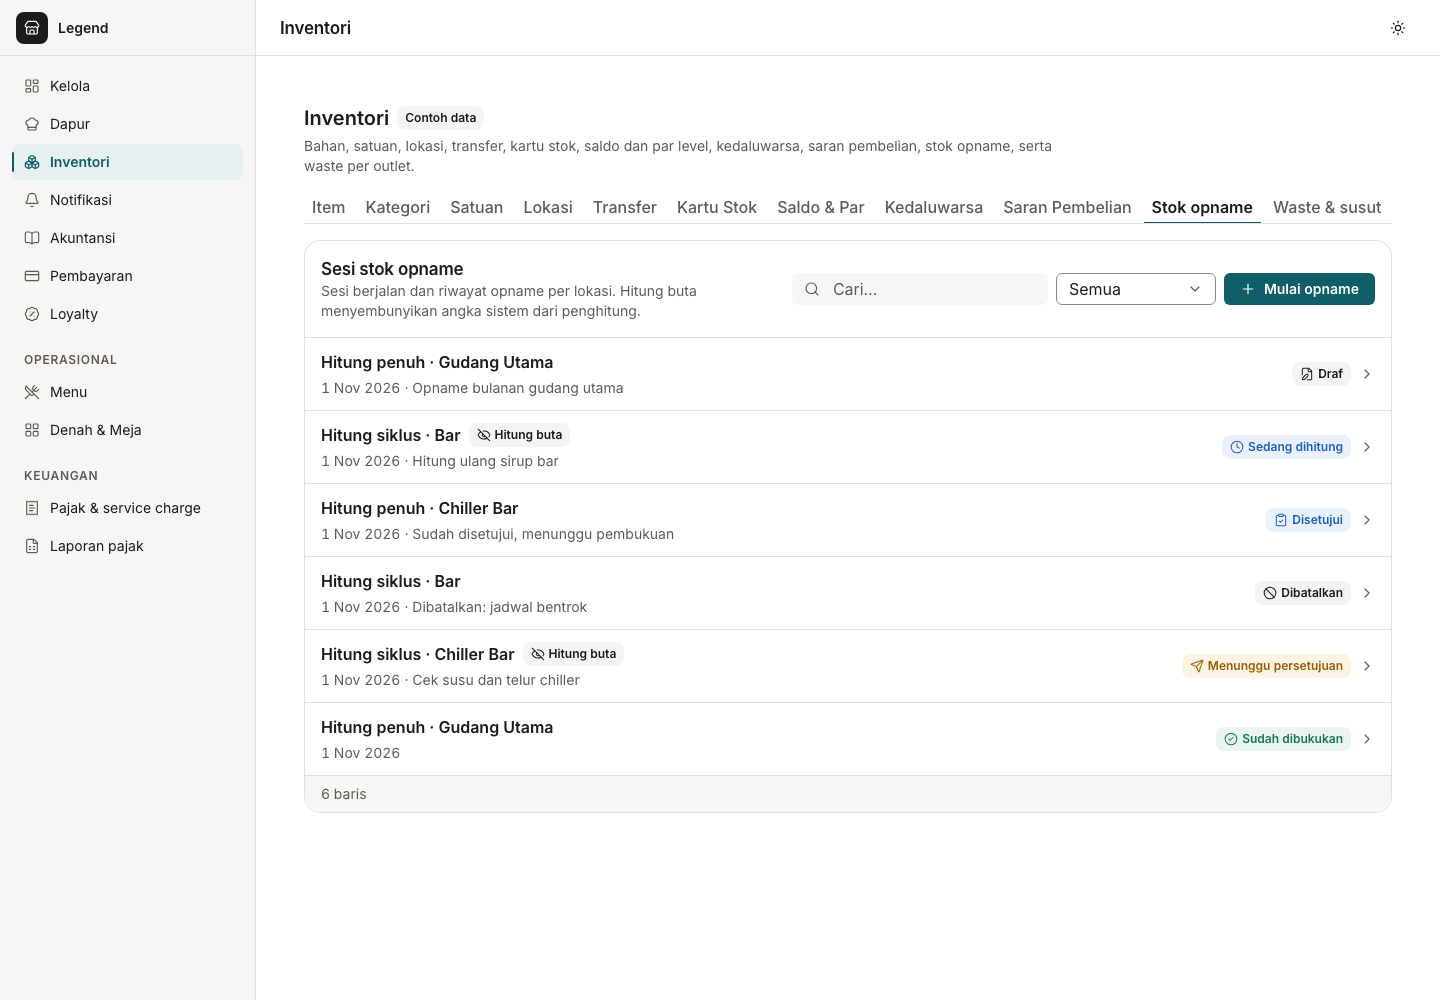 Legend
Inventori
Kelola
Dapur
Inventori
Notifikasi
Akuntansi
Pembayaran
Loyalty
OPERASIONAL
Menu
Denah & Meja
KEUANGAN
Pajak & service charge
Laporan pajak
Inventori Contoh data
Bahan, satuan, lokasi, transfer, kartu stok, saldo dan par level, kedaluwarsa, saran pembelian, stok opname, serta
waste per outlet.
Item Kategori Satuan Lokasi Transfer Kartu Stok Saldo & Par Kedaluwarsa Saran Pembelian Stok opname Waste & susut
Sesi stok opname
Sesi berjalan dan riwayat opname per lokasi. Hitung buta
menyembunyikan angka sistem dari penghitung.
Cari... Semua Mulai opname
Hitung penuh · Gudang Utama
1 Nov 2026 · Opname bulanan gudang utama
Draf
Hitung siklus · Bar Hitung buta
1 Nov 2026 · Hitung ulang sirup bar
Sedang dihitung
Hitung penuh · Chiller Bar
1 Nov 2026 · Sudah disetujui, menunggu pembukuan
Disetujui
Hitung siklus · Bar
1 Nov 2026 · Dibatalkan: jadwal bentrok
Dibatalkan
Hitung siklus · Chiller Bar Hitung buta
1 Nov 2026 · Cek susu dan telur chiller
Menunggu persetujuan
Hitung penuh · Gudang Utama
1 Nov 2026
Sudah dibukukan
6 baris